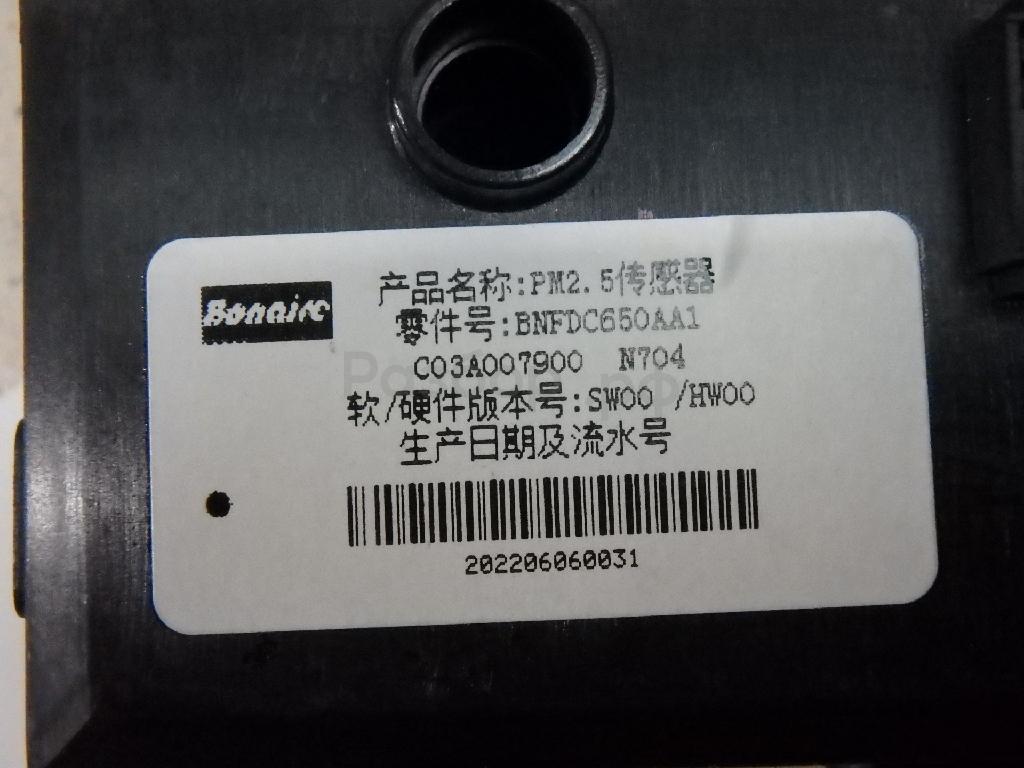 Bonaire
产品名称:PM2.5传感器
零件号:BNFDC650AA1
C03A007900 N704
软/硬件版本号:SW00 /HW00
生产日期及流水号
202206060031